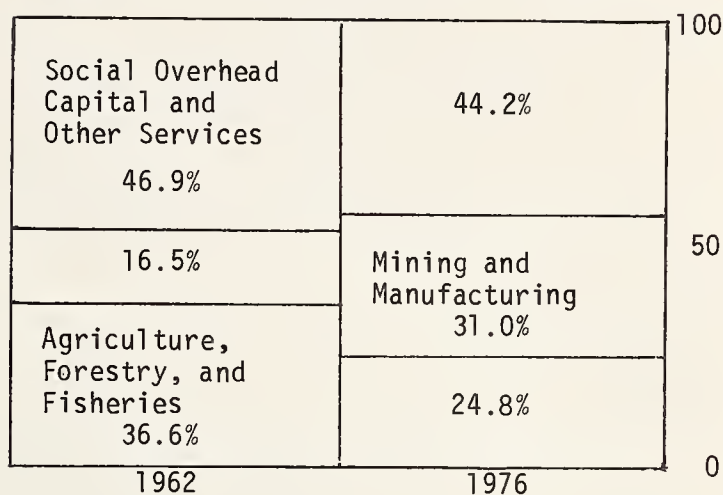 100
Social Overhead
Capital and
Other Services
46.9%
44.2%
50
16.5%
Mining and
Manufacturing
31.0%
Agriculture,
Forestry, and
Fisheries
36.6%
24.8%
0
1962
1976